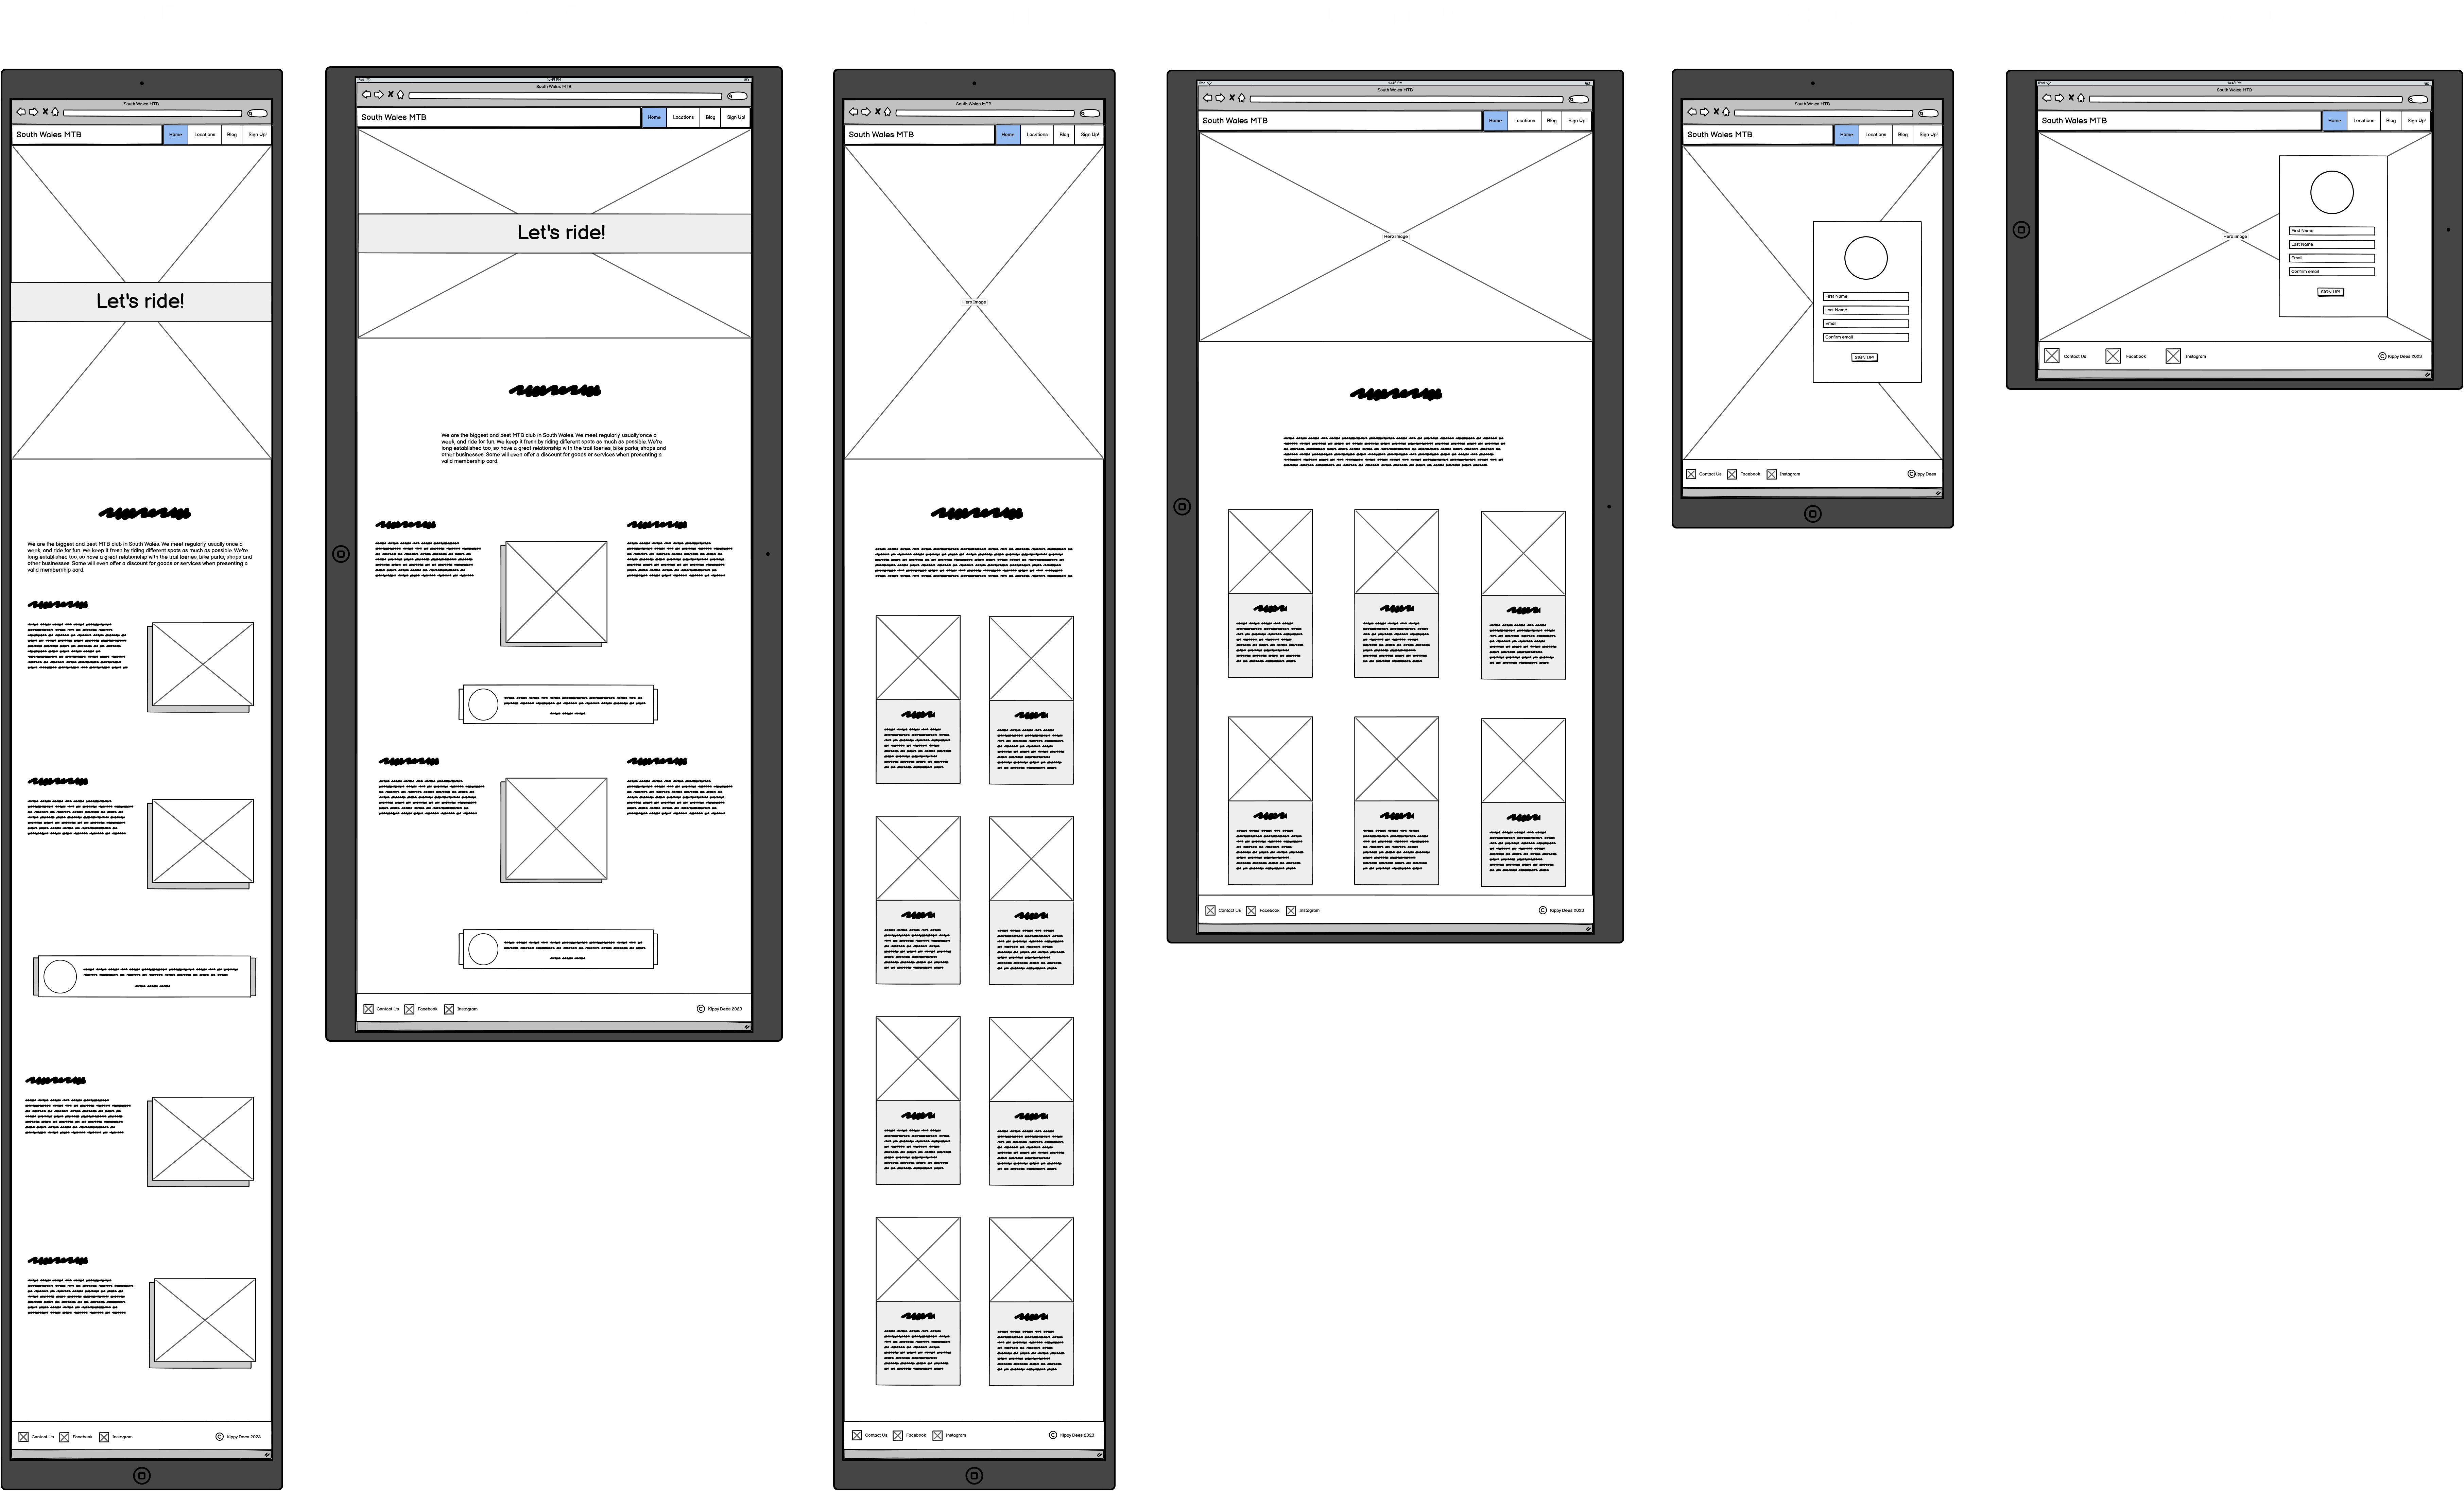 South Wales MTB
South Wales MTB
Home
Locations
Blog
Sign Up!
Let's ride!
We are the biggest and best MTB club in South Wales. We meet regularly, usually once a
week, and ride for fun. We keep it fresh by riding different spots as much as possible. We're
long established too, so have a great relationship with the trail faeries, bike parks, shops and
other businesses. Some will even offer a discount for goods or services when presenting a
valid membership card.
Contact Us
Facebook
Instagram
© Kippy Dees 2023
iPad
12:49 PM
South Wales MTB
South Wales MTB
Home
Locations
Blog
Sign Up!
Let's ride!
We are the biggest and best MTB club in South Wales. We meet regularly, usually once a
week, and ride for fun. We keep it fresh by riding different spots as much as possible. We're
long established too, so have a great relationship with the trail faeries, bike parks, shops and
other businesses. Some will even offer a discount for goods or services when presenting a
valid membership card.
Contact Us
Facebook
Instagram
© Kippy Dees 2023
South Wales MTB
South Wales MTB
Home
Locations
Blog
Sign Up!
Hero Image
Contact Us
Facebook
Instagram
© Kippy Dees 2023
iPad
South Wales MTB
South Wales MTB
Home
Locations
Blog
Sign Up!
Hero Image
Contact Us
Facebook
Instagram
© Kippy Dees 2023
South Wales MTB
South Wales MTB
Home
Locations
Blog
Sign Up!
First Name
Last Name
Email
Confirm email
SIGN UP!
Contact Us
Facebook
Instagram
© Kippy Dees
iPad
South Wales MTB
South Wales MTB
Home
Locations
Blog
Sign Up!
Hero Image
First Name
Last Name
Email
Confirm email
SIGN UP!
Contact Us
Facebook
Instagram
© Kippy Dees 2023